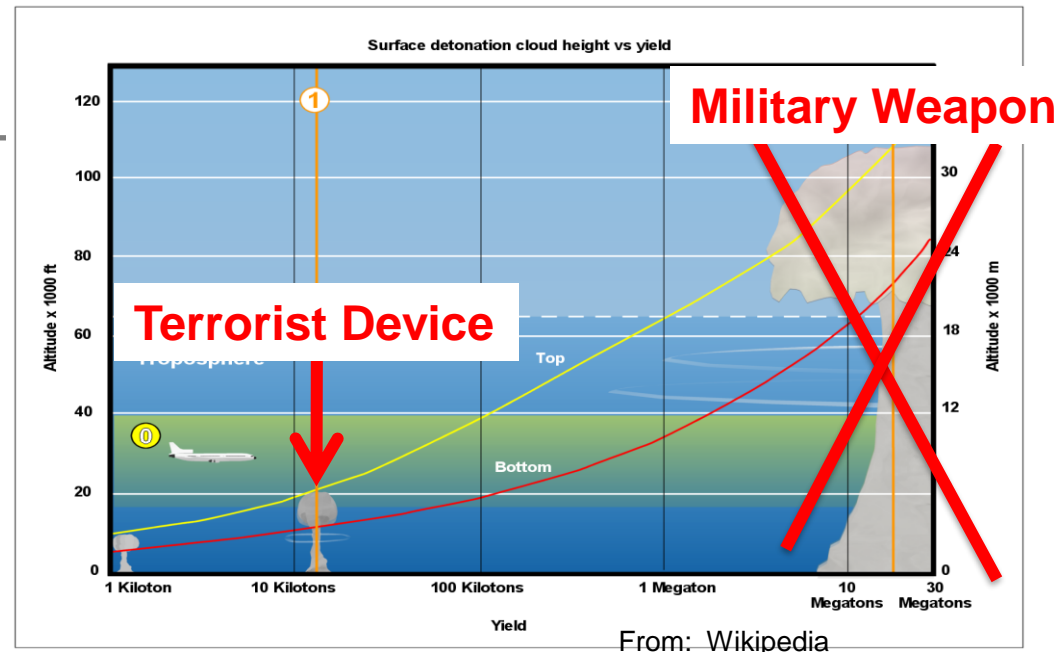 Surface detonation cloud height vs yield
120
1
Military Weapon
100
30
80
24
Terrorist Device
60
18
Troposphere
Top
40
12
0
Bottom
20
0
0
Altitude x 1000 ft
Altitude x 1000 m
1 Kiloton
10 Kilotons
100 Kilotons
1 Megaton
10
Megatons
30
Megatons
Yield
From: Wikipedia